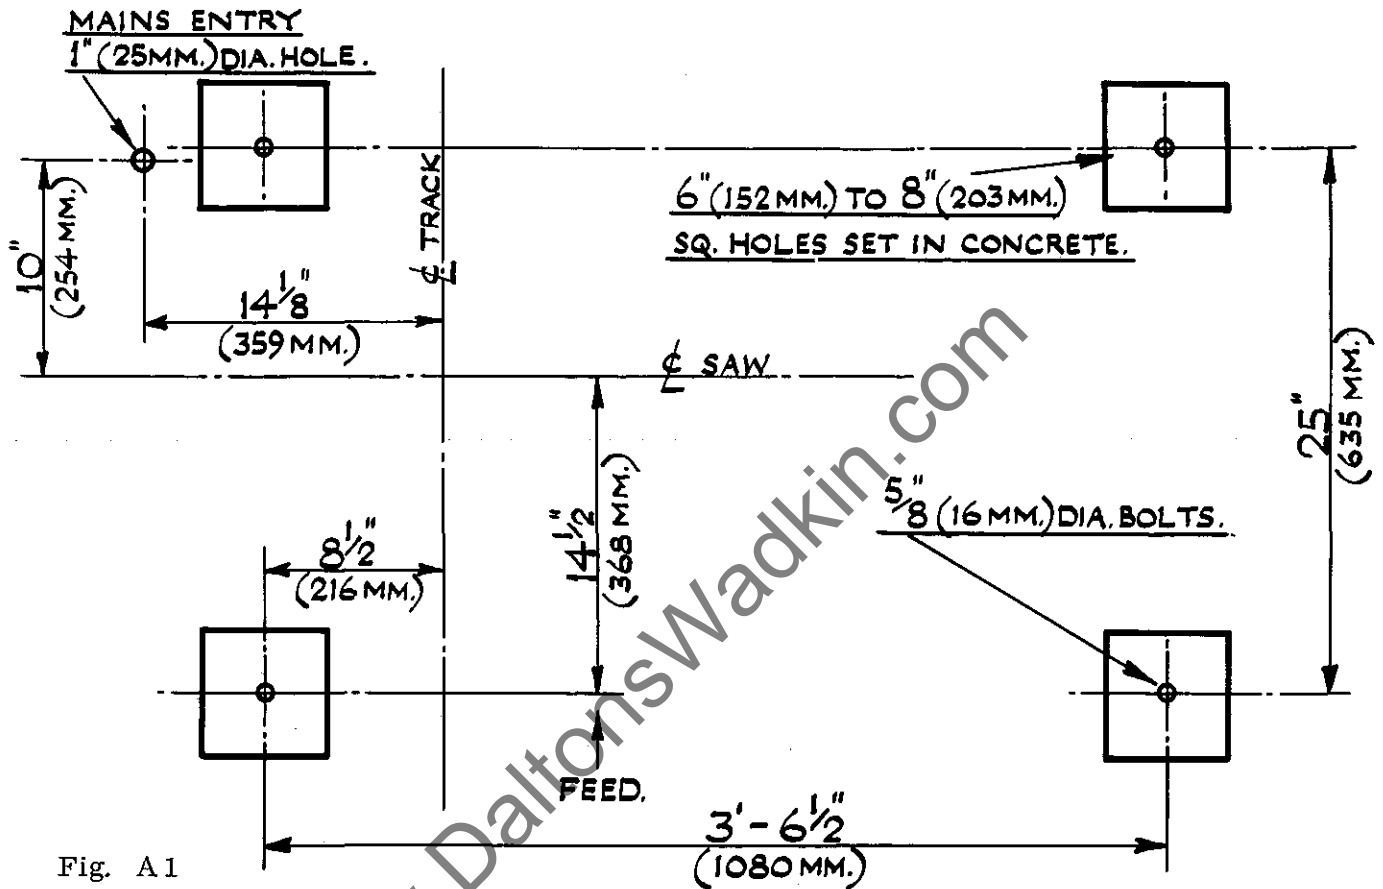 MAINS ENTRY
1" (25MM.) DIA. HOLE.
10"
(254 MM.)
14 1/8"
(359 MM.)
℄ TRACK
6" (152 MM.) TO 8" (203 MM.)
SQ. HOLES SET IN CONCRETE.
℄ SAW
25"
(635 MM.)
8 1/2"
(216 MM.)
14 1/2"
(368 MM.)
5/8" (16 MM.) DIA. BOLTS.
FEED.
3' - 6 1/2"
(1080 MM.)
Fig. A1
DaltonsWadkin.com